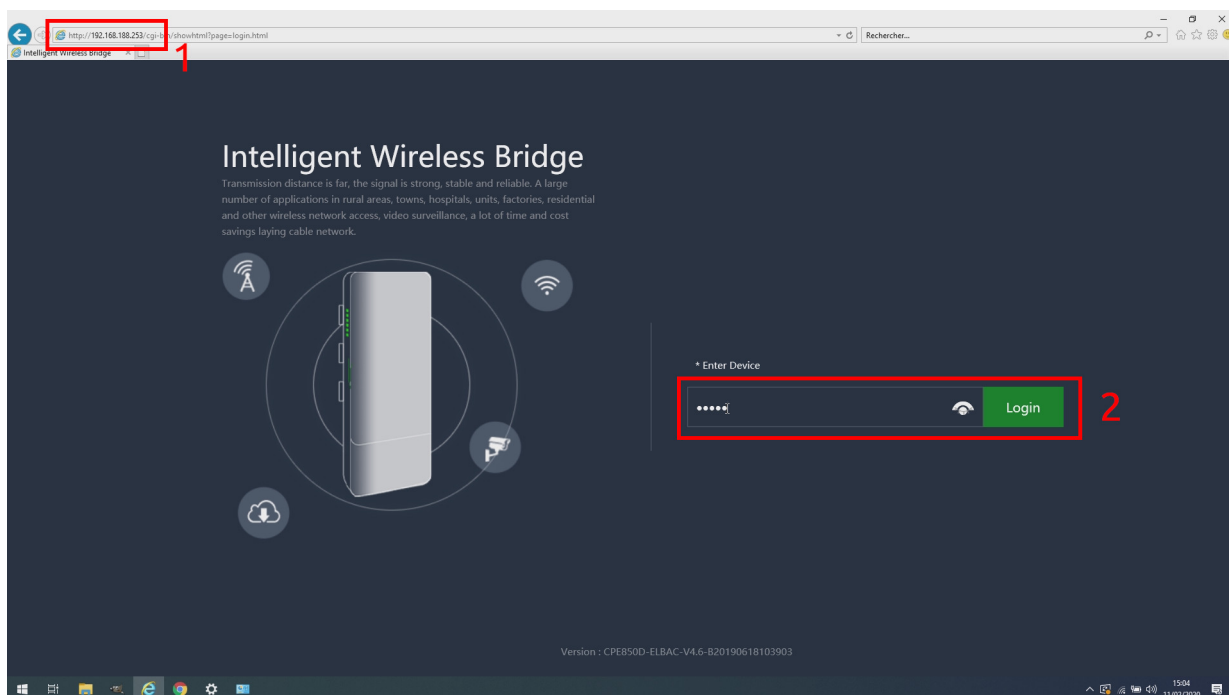 http://192.168.188.253/cgi-bin/showhtml?page=login.html
Rechercher...
Intelligent Wireless Bridge
1
Intelligent Wireless Bridge
Transmission distance is far, the signal is strong, stable and reliable. A large
number of applications in rural areas, towns, hospitals, units, factories, residential
and other wireless network access, video surveillance, a lot of time and cost
savings laying cable network.
* Enter Device
•••••
Login
2
Version : CPE850D-ELBAC-V4.6-B20190618103903
15:04